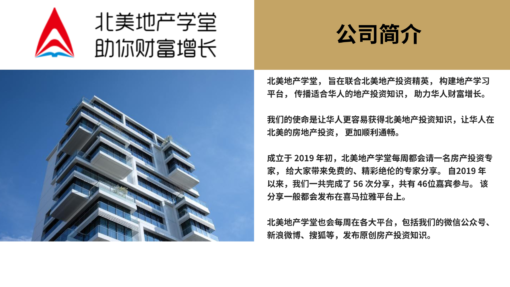 北美地产学堂
助你财富增长
公司简介
北美地产学堂， 旨在联合北美地产投资精英， 构建地产学习
平台， 传播适合华人的地产投资知识， 助力华人财富增长。
我们的使命是让华人更容易获得北美地产投资知识，让华人在
北美的房地产投资， 更加顺利通畅。
成立于 2019 年初，北美地产学堂每周都会请一名房产投资专
家， 给大家带来免费的、精彩绝伦的专家分享。 自2019 年
以来，我们一共完成了 56 次分享，共有 46位嘉宾参与。 该
分享一般都会发布在喜马拉雅平台上。
北美地产学堂也会每周在各大平台，包括我们的微信公众号、
新浪微博、搜狐等，发布原创房产投资知识。